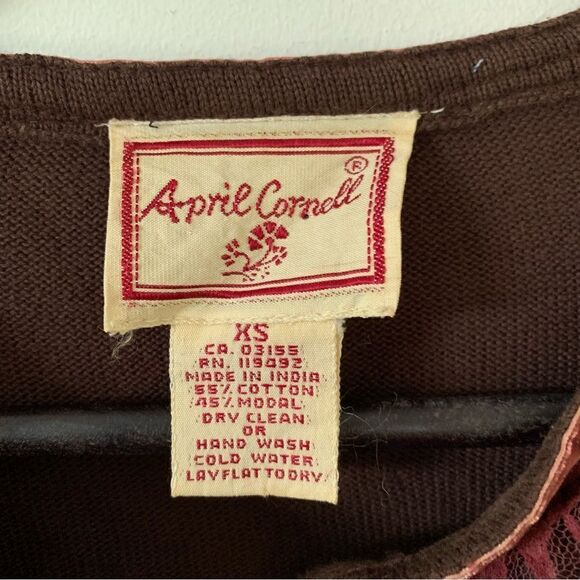 April Cornell ®
XS
CA. 03155
RN. 119492
MADE IN INDIA
55% COTTON
45% MODAL
DRY CLEAN
OR
HAND WASH
COLD WATER
LAY FLAT TO DRY